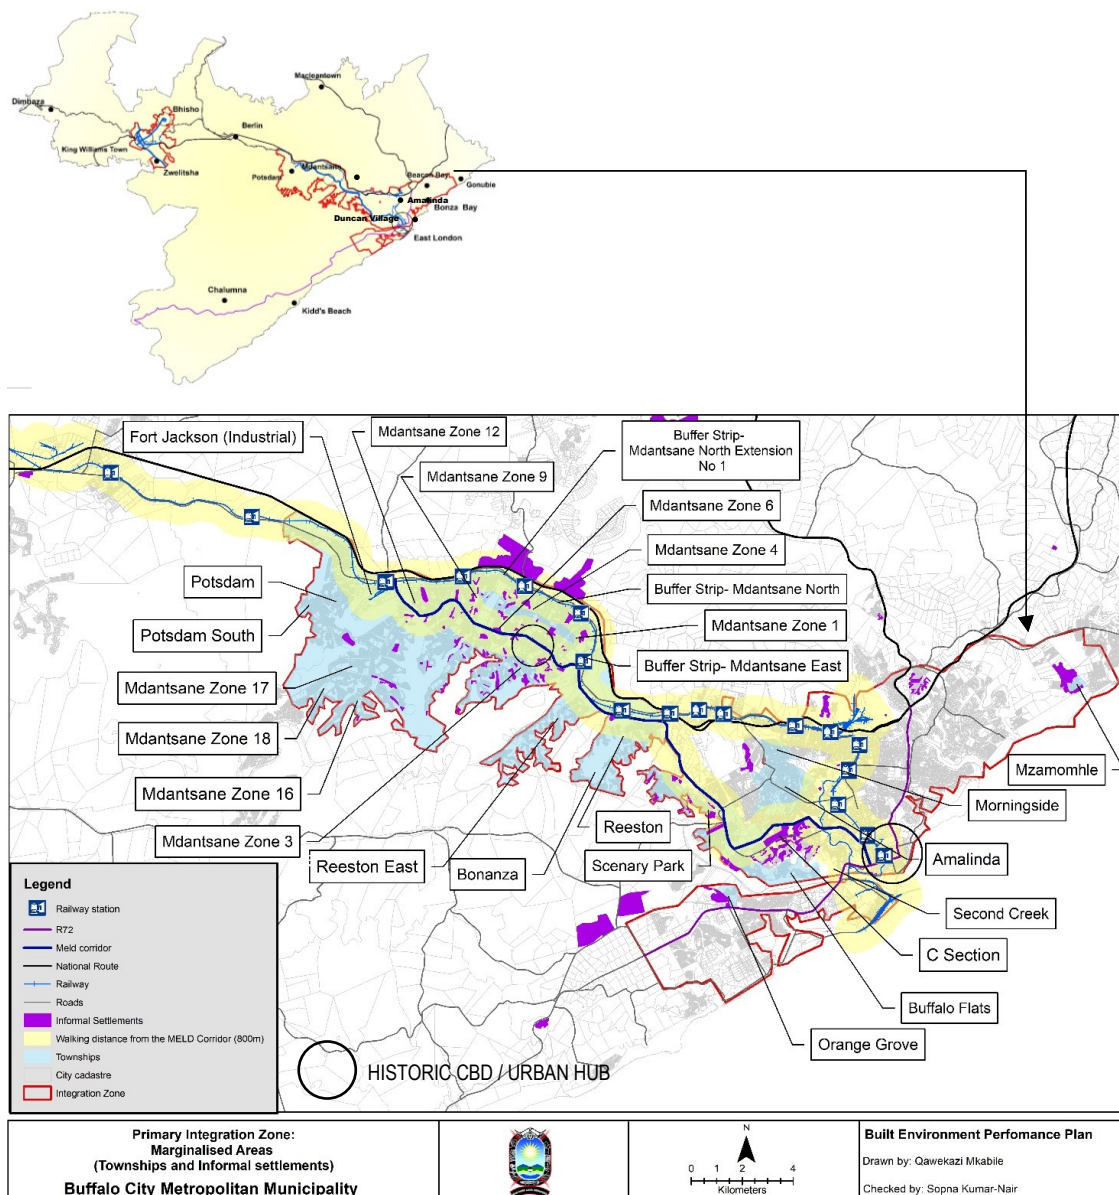 Macleantown
Dimbaza
Bhisho
Berlin
King Williams Town
Zwelitsha
Potsdam
Mdantsane
Beacon Bay
Gonubie
Amalinda
Bonza Bay
Duncan Village
East London
Chalumna
Kidd's Beach
Fort Jackson (Industrial)
Mdantsane Zone 12
Buffer Strip-
Mdantsane North Extension
No 1
Mdantsane Zone 9
Mdantsane Zone 6
Mdantsane Zone 4
Potsdam
Buffer Strip- Mdantsane North
Potsdam South
Mdantsane Zone 1
Buffer Strip- Mdantsane East
Mdantsane Zone 17
Mdantsane Zone 18
Mdantsane Zone 16
Mzamomhle
Morningside
Mdantsane Zone 3
Reeston
Reeston East
Bonanza
Scenary Park
Amalinda
Second Creek
C Section
Buffalo Flats
Orange Grove
Legend
Railway station
R72
Meld corridor
National Route
Railway
Roads
Informal Settlements
Walking distance from the MELD Corridor (800m)
Townships
City cadastre
Integration Zone
HISTORIC CBD / URBAN HUB
Primary Integration Zone:
Marginalised Areas
(Townships and Informal settlements)
Buffalo City Metropolitan Municipality
N
0 1 2 4
Kilometers
Built Environment Perfomance Plan
Drawn by: Qawekazi Mkabile
Checked by: Sopna Kumar-Nair